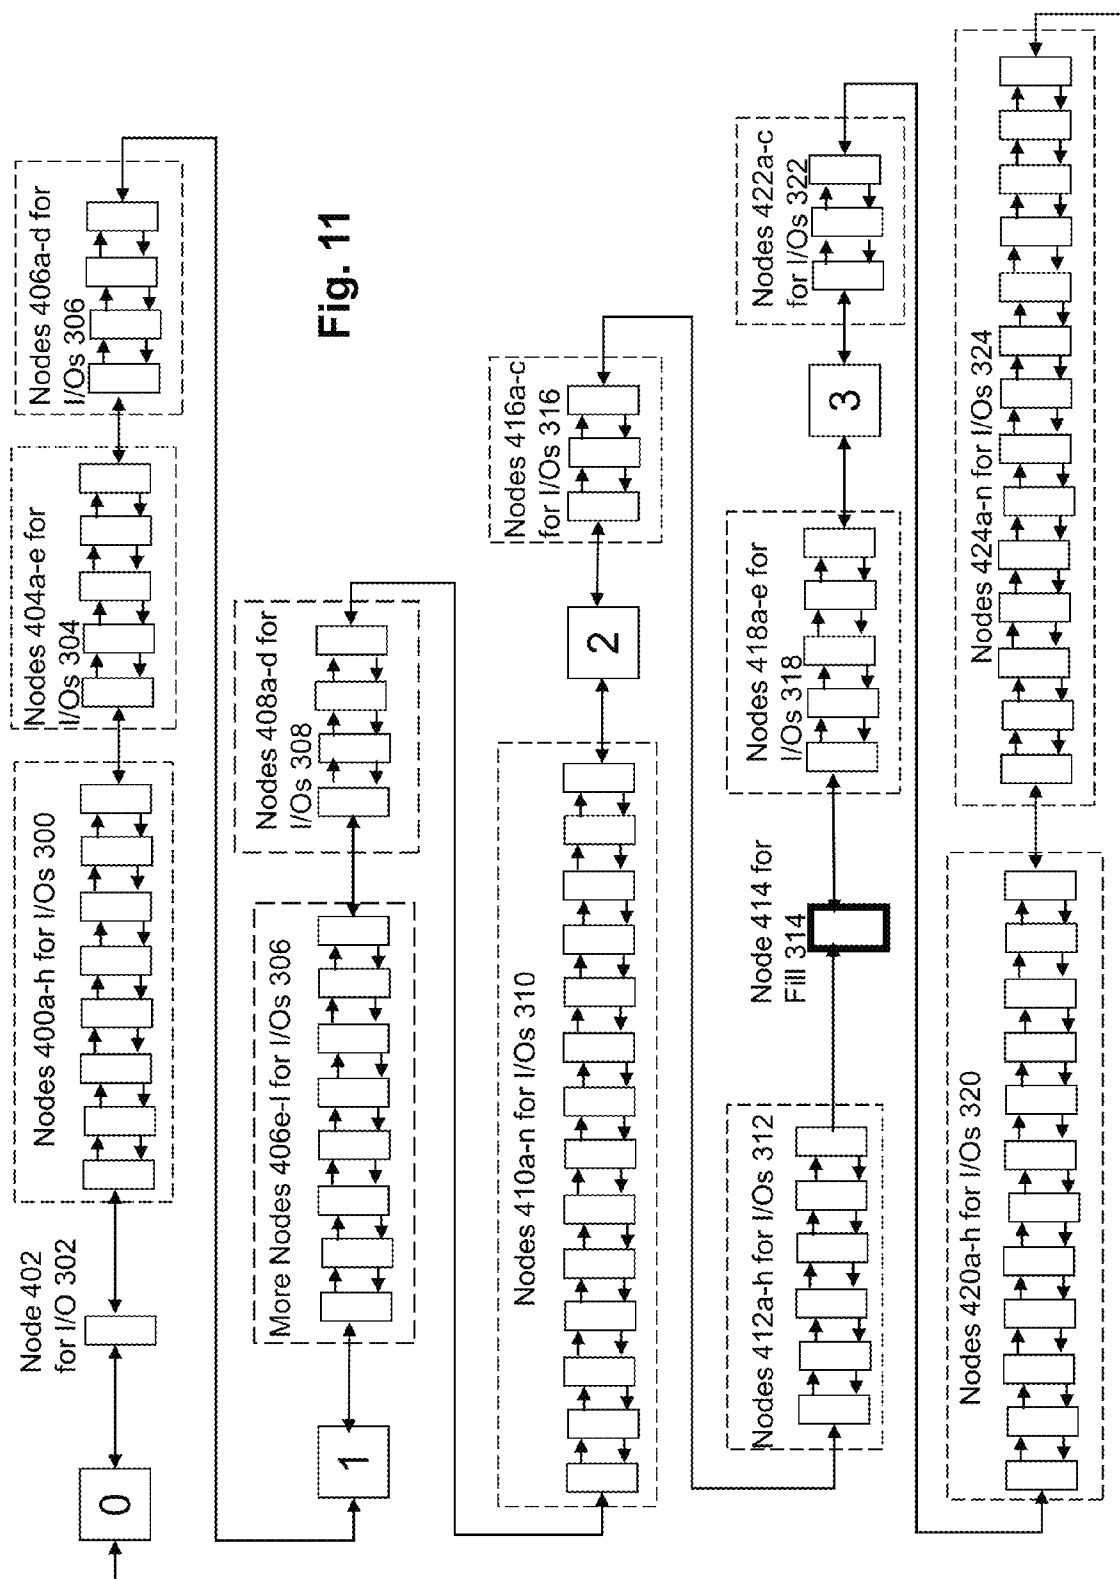 0
Node 402
for I/O 302
Nodes 400a-h for I/Os 300
Nodes 404a-e for
I/Os 304
Nodes 406a-d for
I/Os 306
1
More Nodes 406e-l for I/Os 306
Nodes 408a-d for
I/Os 308
Fig. 11
Nodes 410a-n for I/Os 310
2
Nodes 416a-c
for I/Os 316
Nodes 412a-h for I/Os 312
Node 414 for
Fill 314
Nodes 418a-e for
I/Os 318
3
Nodes 422a-c
for I/Os 322
Nodes 420a-h for I/Os 320
Nodes 424a-n for I/Os 324